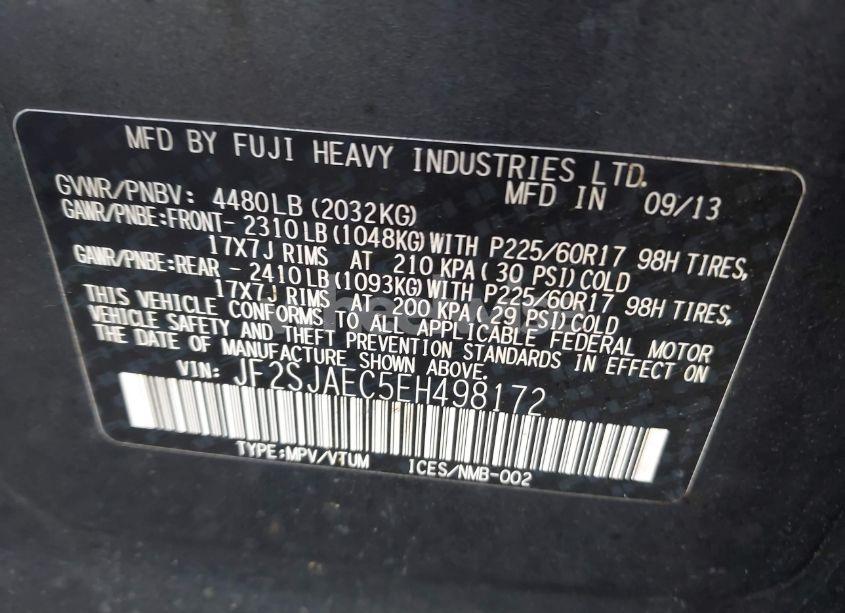 MFD BY FUJI HEAVY INDUSTRIES LTD.
GVWR/PNBV: 4480LB (2032KG) MFD IN 09/13
GAWR/PNBE:FRONT- 2310 LB (1048KG) WITH P225/60R17 98H TIRES,
17X7J RIMS AT 210 KPA ( 30 PSI) COLD
GAWR/PNBE:REAR - 2410 LB (1093KG) WITH P225/60R17 98H TIRES,
17X7J RIMS AT 200 KPA ( 29 PSI) COLD
THIS VEHICLE CONFORMS TO ALL APPLICABLE FEDERAL MOTOR
VEHICLE SAFETY AND THEFT PREVENTION STANDARDS IN EFFECT ON
THE DATE OF MANUFACTURE SHOWN ABOVE.
VIN: JF2SJAEC5EH498172
TYPE:MPV/VTUM ICES/NMB-002